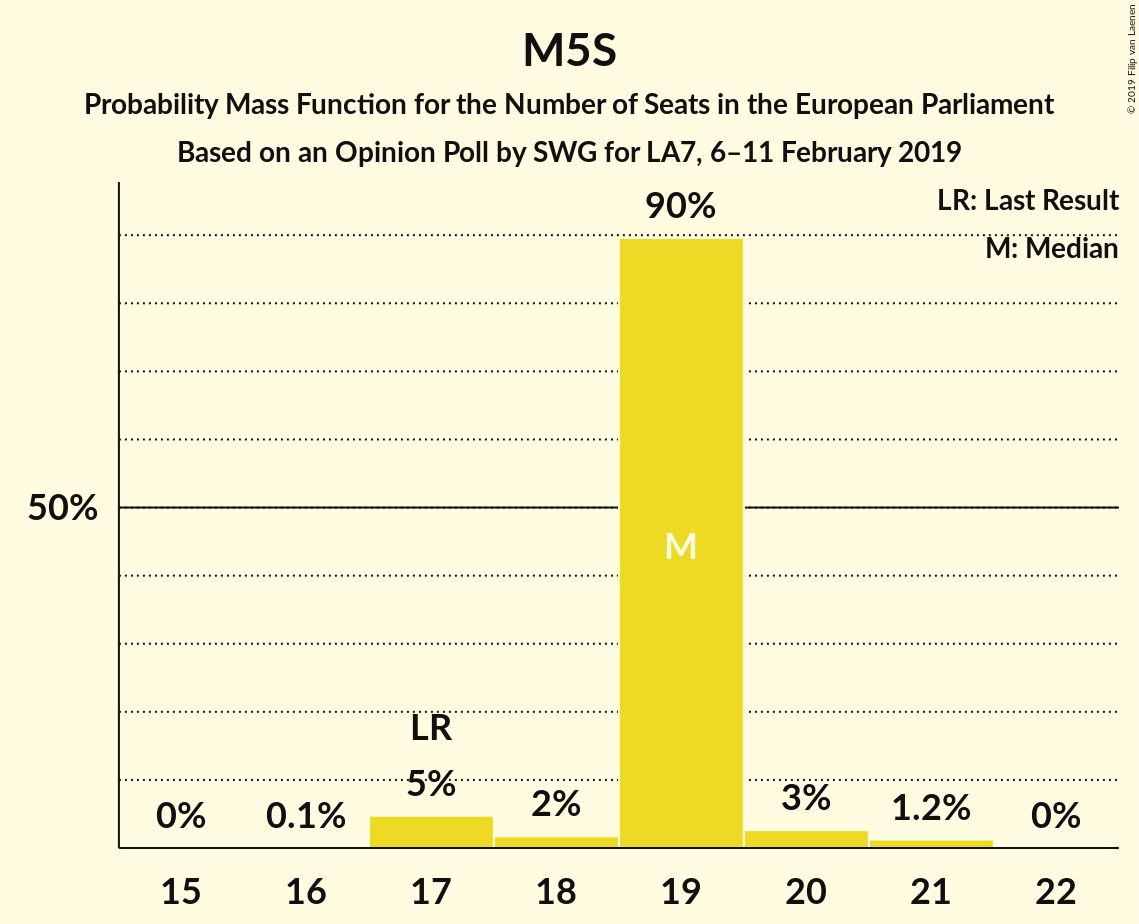 M5S
Probability Mass Function for the Number of Seats in the European Parliament
Based on an Opinion Poll by SWG for LA7, 6–11 February 2019
© 2019 Filip van Laenen
LR: Last Result
M: Median
90%
50%
M
LR
0%
0.1%
5%
2%
3%
1.2%
0%
15
16
17
18
19
20
21
22